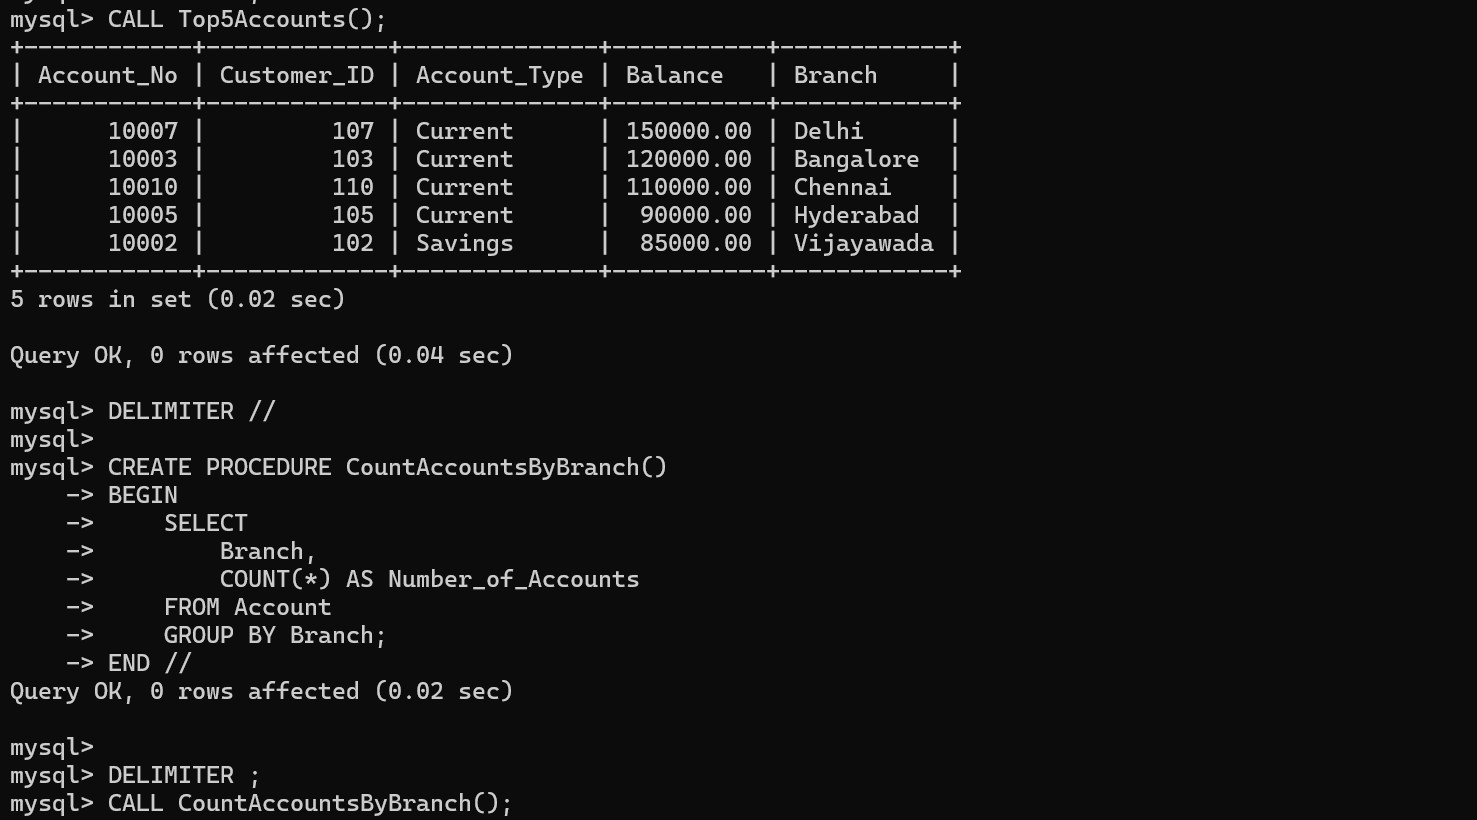 mysql> CALL Top5Accounts();
+------------+-------------+--------------+-----------+------------+
| Account_No | Customer_ID | Account_Type | Balance   | Branch     |
+------------+-------------+--------------+-----------+------------+
|      10007 |         107 | Current      | 150000.00 | Delhi      |
|      10003 |         103 | Current      | 120000.00 | Bangalore  |
|      10010 |         110 | Current      | 110000.00 | Chennai    |
|      10005 |         105 | Current      |  90000.00 | Hyderabad  |
|      10002 |         102 | Savings      |  85000.00 | Vijayawada |
+------------+-------------+--------------+-----------+------------+
5 rows in set (0.02 sec)

Query OK, 0 rows affected (0.04 sec)

mysql> DELIMITER //
mysql>
mysql> CREATE PROCEDURE CountAccountsByBranch()
    -> BEGIN
    ->     SELECT
    ->         Branch,
    ->         COUNT(*) AS Number_of_Accounts
    ->     FROM Account
    ->     GROUP BY Branch;
    -> END //
Query OK, 0 rows affected (0.02 sec)

mysql>
mysql> DELIMITER ;
mysql> CALL CountAccountsByBranch();